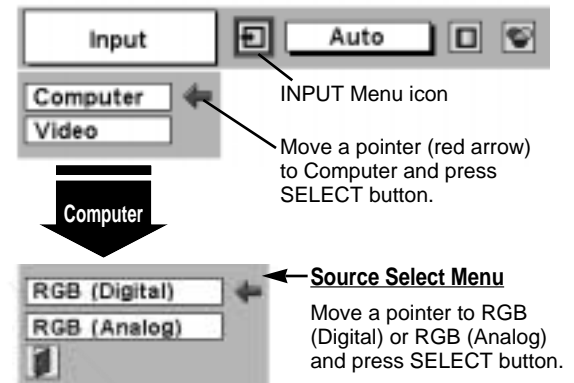 Input
Auto
INPUT Menu icon
Computer
Video
Move a pointer (red arrow)
to Computer and press
SELECT button.
Computer
Source Select Menu
RGB (Digital)
RGB (Analog)
Move a pointer to RGB
(Digital) or RGB (Analog)
and press SELECT button.